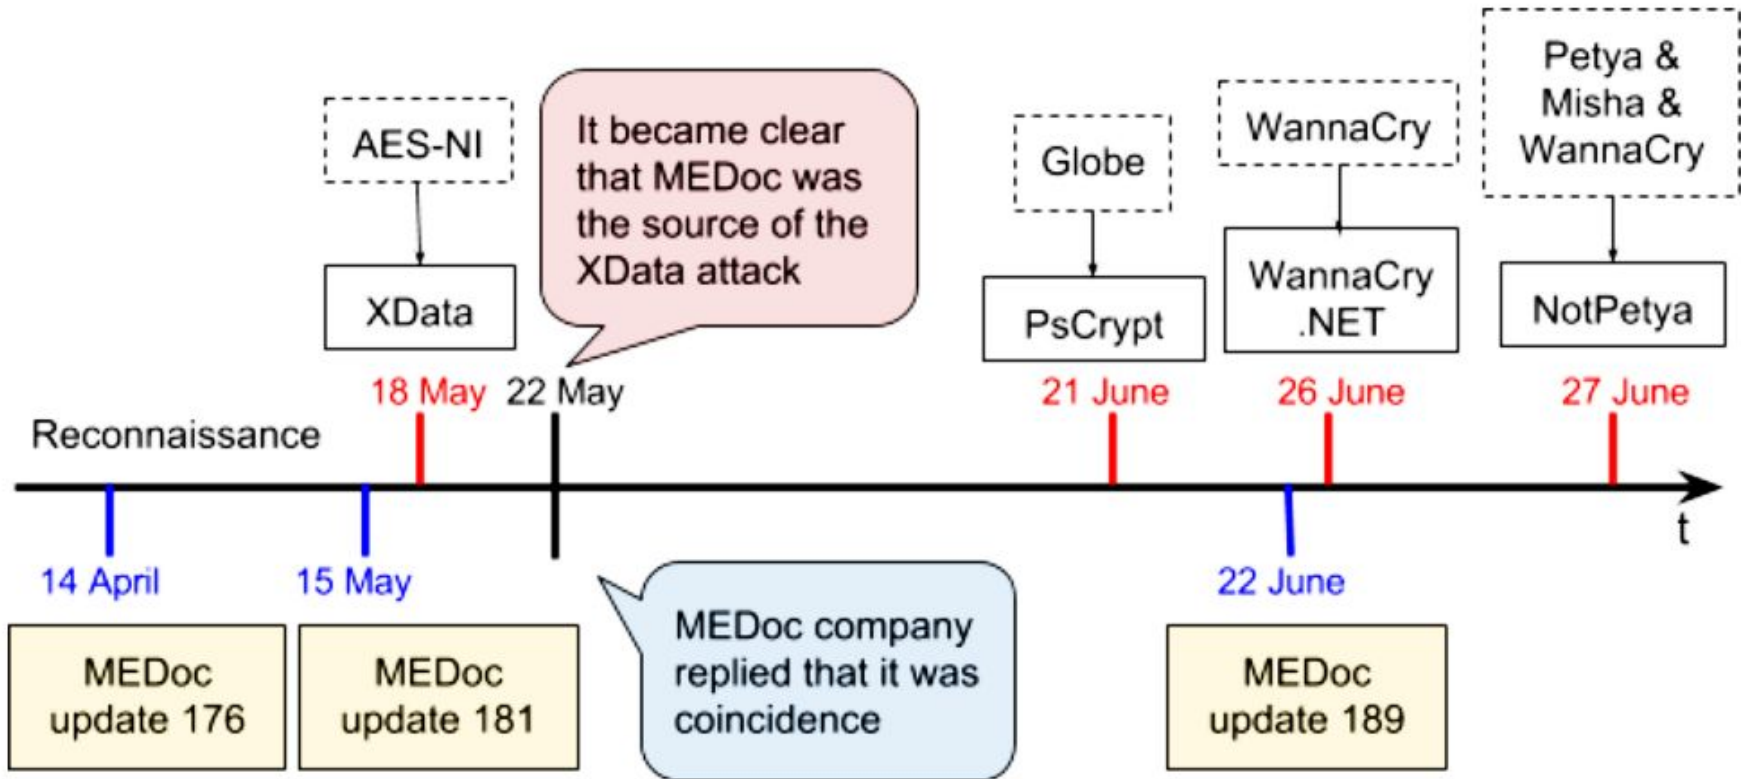 AES-NI
XData
18 May
It became clear
that MEDoc was
the source of the
XData attack
22 May
Globe
PsCrypt
21 June
WannaCry
WannaCry
.NET
26 June
Petya &
Misha &
WannaCry
NotPetya
27 June
Reconnaissance
t
14 April
MEDoc
update 176
15 May
MEDoc
update 181
MEDoc company
replied that it was
coincidence
22 June
MEDoc
update 189